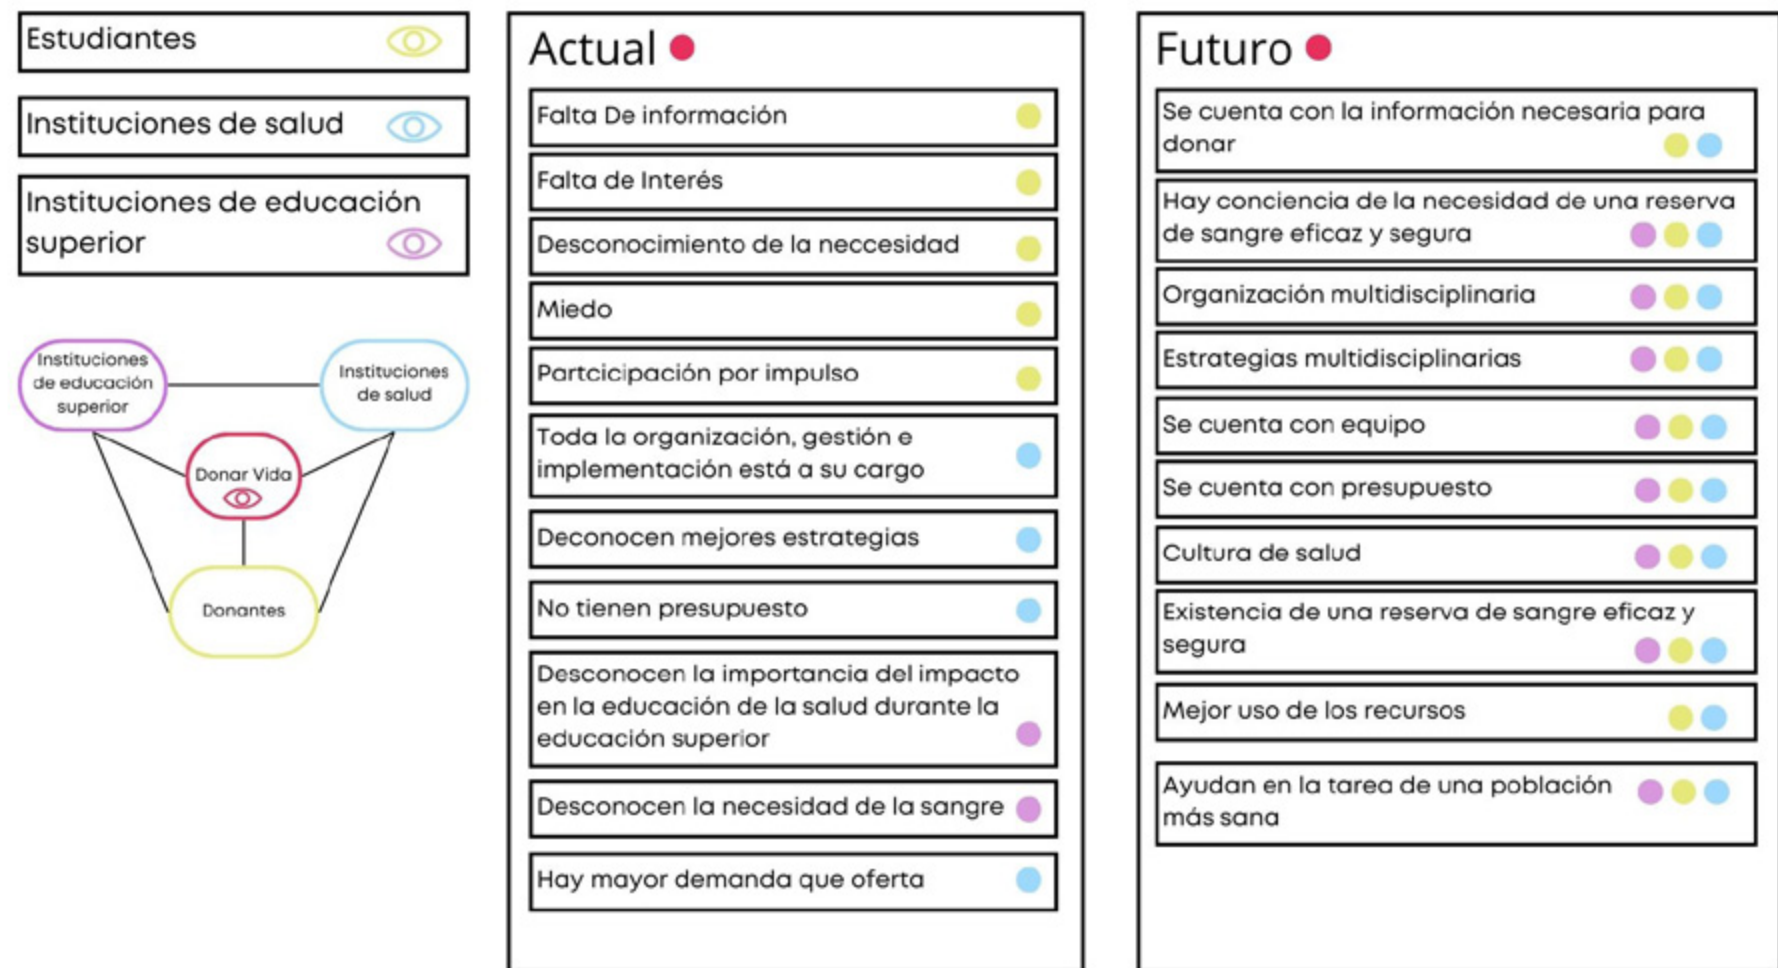 Estudiantes
Instituciones de salud
Instituciones de educación
superior
Instituciones
de educación
superior
Instituciones
de salud
Donar Vida
Donantes
Actual
Falta De información
Falta de Interés
Desconocimiento de la neccesidad
Miedo
Partcicipación por impulso
Toda la organización, gestión e
implementación está a su cargo
Deconocen mejores estrategias
No tienen presupuesto
Desconocen la importancia del impacto
en la educación de la salud durante la
educación superior
Desconocen la necesidad de la sangre
Hay mayor demanda que oferta
Futuro
Se cuenta con la información necesaria para
donar
Hay conciencia de la necesidad de una reserva
de sangre eficaz y segura
Organización multidisciplinaria
Estrategias multidisciplinarias
Se cuenta con equipo
Se cuenta con presupuesto
Cultura de salud
Existencia de una reserva de sangre eficaz y
segura
Mejor uso de los recursos
Ayudan en la tarea de una población
más sana